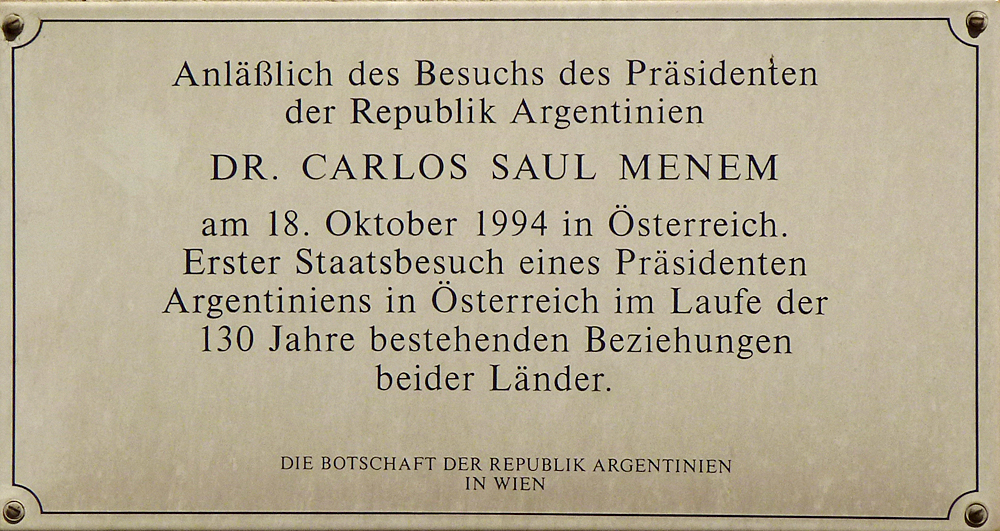 Anläßlich des Besuchs des Präsidenten
der Republik Argentinien
DR. CARLOS SAUL MENEM
am 18. Oktober 1994 in Österreich.
Erster Staatsbesuch eines Präsidenten
Argentiniens in Österreich im Laufe der
130 Jahre bestehenden Beziehungen
beider Länder.
DIE BOTSCHAFT DER REPUBLIK ARGENTINIEN
IN WIEN